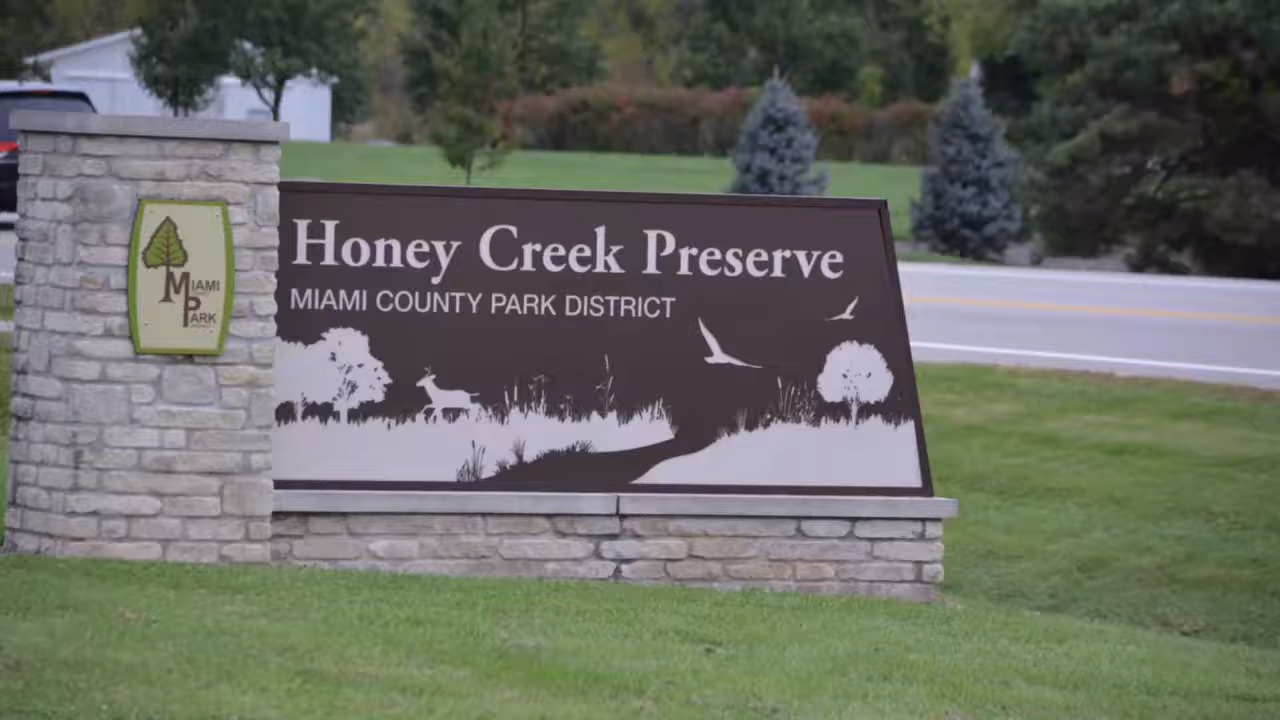 Honey Creek Preserve
MIAMI COUNTY PARK DISTRICT
MIAMI
PARK